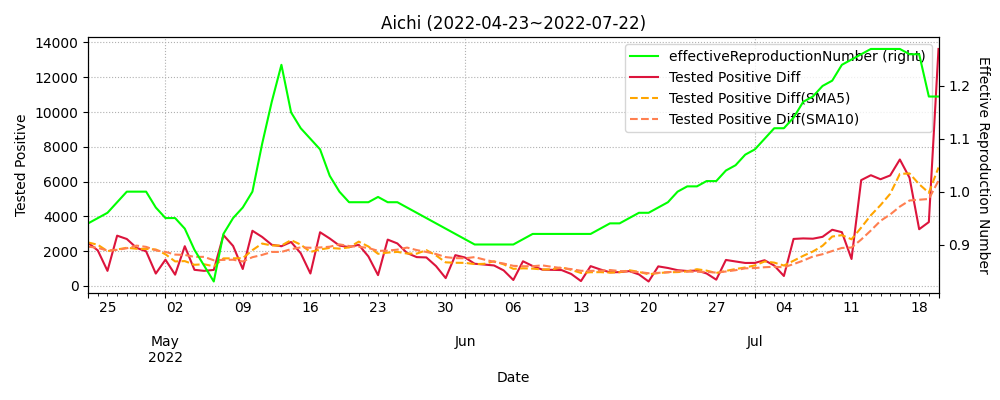 Aichi (2022-04-23~2022-07-22)
effectiveReproductionNumber (right)
Tested Positive Diff
Tested Positive Diff(SMA5)
Tested Positive Diff(SMA10)
Tested Positive
14000
12000
10000
8000
6000
4000
2000
0
Effective Reproduction Number
1.2
1.1
1.0
0.9
25 02 09 16 23 30 06 13 20 27 04 11 18
May Jun Jul
2022
Date